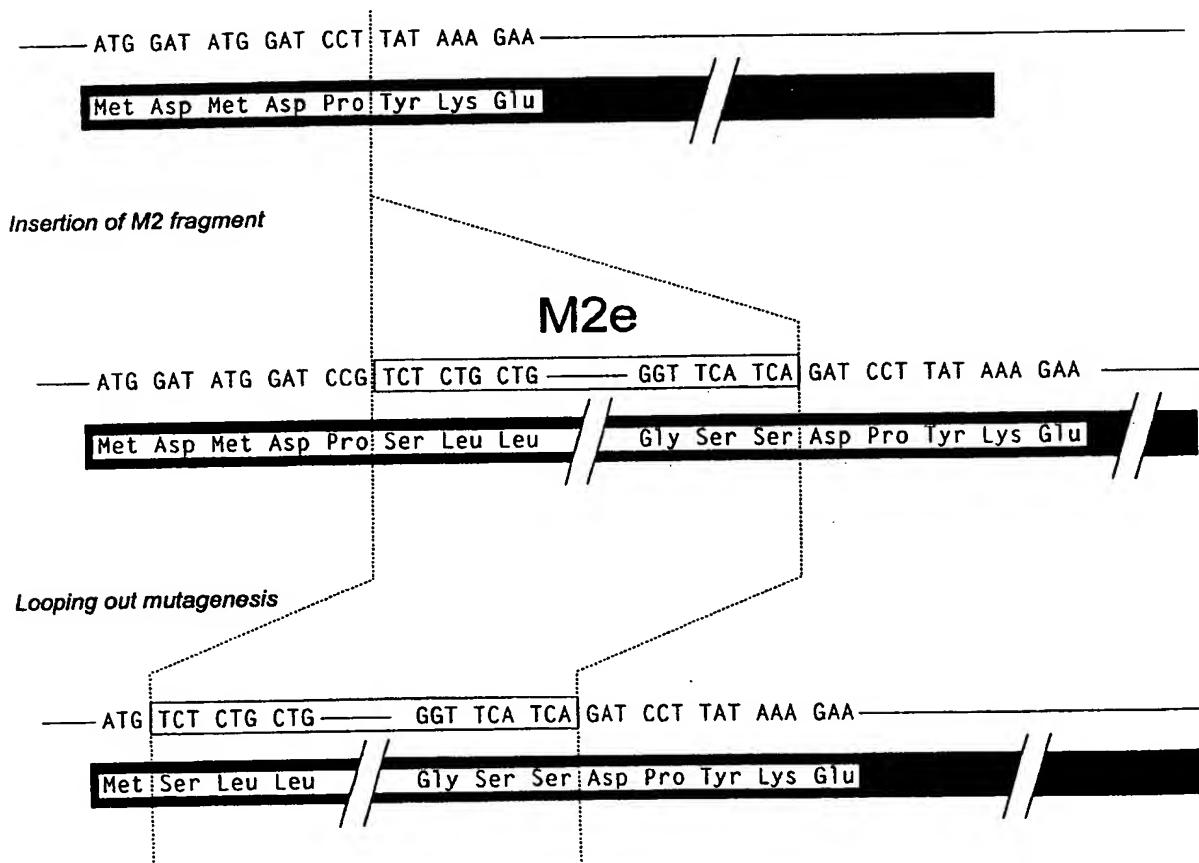 ATG GAT ATG GAT CCT TAT AAA GAA
Met Asp Met Asp Pro Tyr Lys Glu
Insertion of M2 fragment
M2e
ATG GAT ATG GAT CCG TCT CTG CTG GGT TCA TCA GAT CCT TAT AAA GAA
Met Asp Met Asp Pro Ser Leu Leu Gly Ser Ser Asp Pro Tyr Lys Glu
Looping out mutagenesis
ATG TCT CTG CTG GGT TCA TCA GAT CCT TAT AAA GAA
Met Ser Leu Leu Gly Ser Ser Asp Pro Tyr Lys Glu